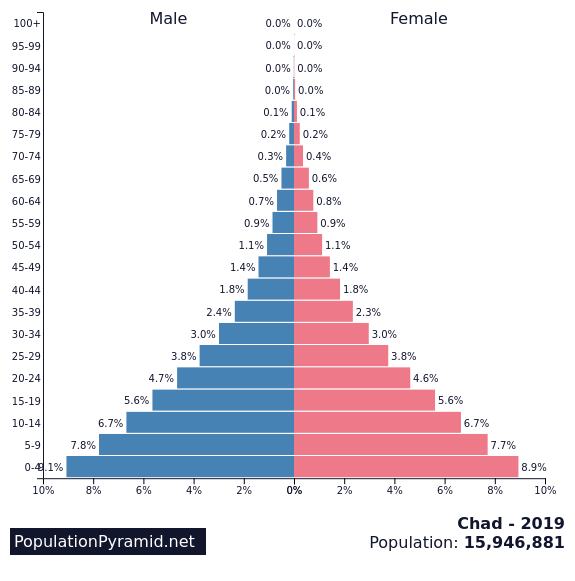 Male Female
100+ 0.0% 0.0%
95-99 0.0% 0.0%
90-94 0.0% 0.0%
85-89 0.0% 0.0%
80-84 0.1% 0.1%
75-79 0.2% 0.2%
70-74 0.3% 0.4%
65-69 0.5% 0.6%
60-64 0.7% 0.8%
55-59 0.9% 0.9%
50-54 1.1% 1.1%
45-49 1.4% 1.4%
40-44 1.8% 1.8%
35-39 2.4% 2.3%
30-34 3.0% 3.0%
25-29 3.8% 3.8%
20-24 4.7% 4.6%
15-19 5.6% 5.6%
10-14 6.7% 6.7%
5-9 7.8% 7.7%
0-4 9.1% 8.9%
10% 8% 6% 4% 2% 0% 2% 4% 6% 8% 10%
Chad - 2019
PopulationPyramid.net Population: 15,946,881